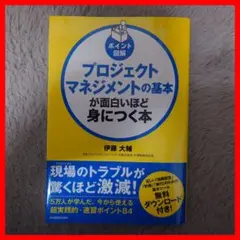 ポイント
図解
プロジェクト
マネジメントの基本
が面白いほど
身につく本
伊藤 大輔
現場のトラブルが
驚くほど激減!
5万人が学んだ、今から使える
超実践的・速習ポイント84
無料
ダウンロード
付き!